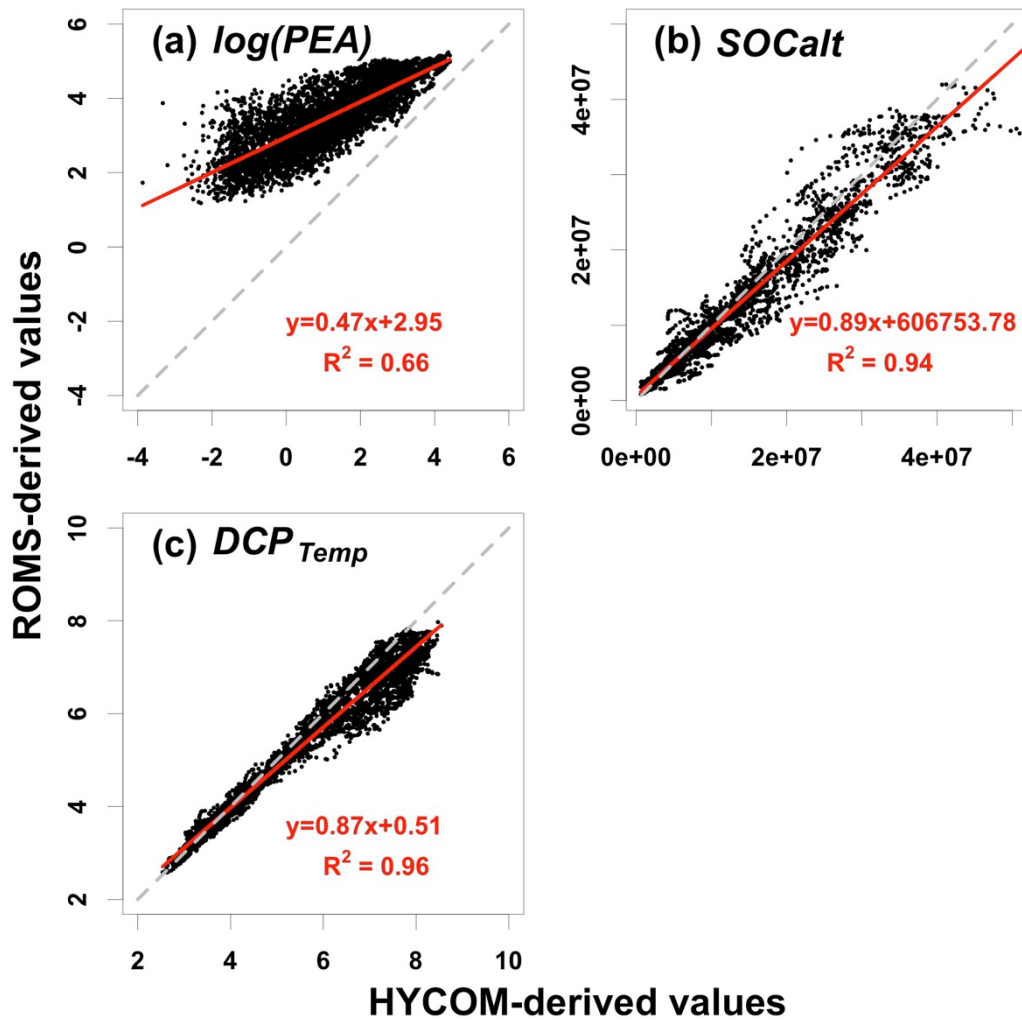 (a) log(PEA)
6
4
2
0
-2
-4
-4 -2 0 2 4 6
y=0.47x+2.95
R² = 0.66
(b) SOCalt
4e+07
2e+07
0e+00
0e+00 2e+07 4e+07
y=0.89x+606753.78
R² = 0.94
ROMS-derived values
(c) DCP Temp
10
8
6
4
2
2 4 6 8 10
y=0.87x+0.51
R² = 0.96
HYCOM-derived values